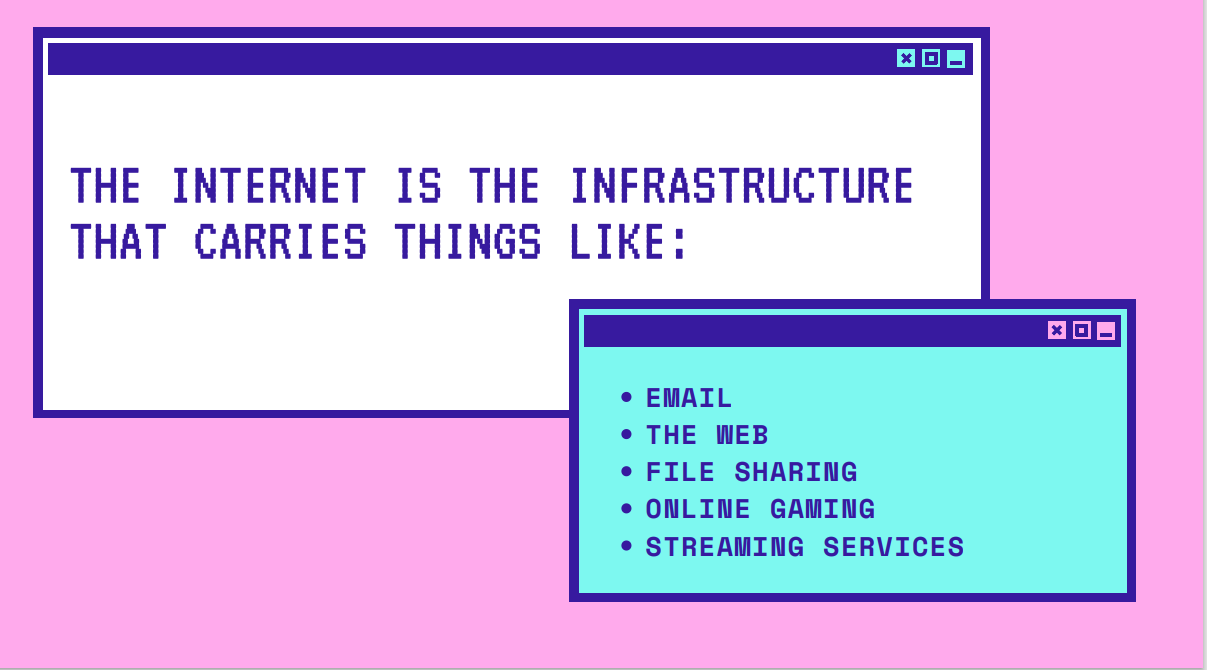 THE INTERNET IS THE INFRASTRUCTURE
THAT CARRIES THINGS LIKE:
• EMAIL
• THE WEB
• FILE SHARING
• ONLINE GAMING
• STREAMING SERVICES